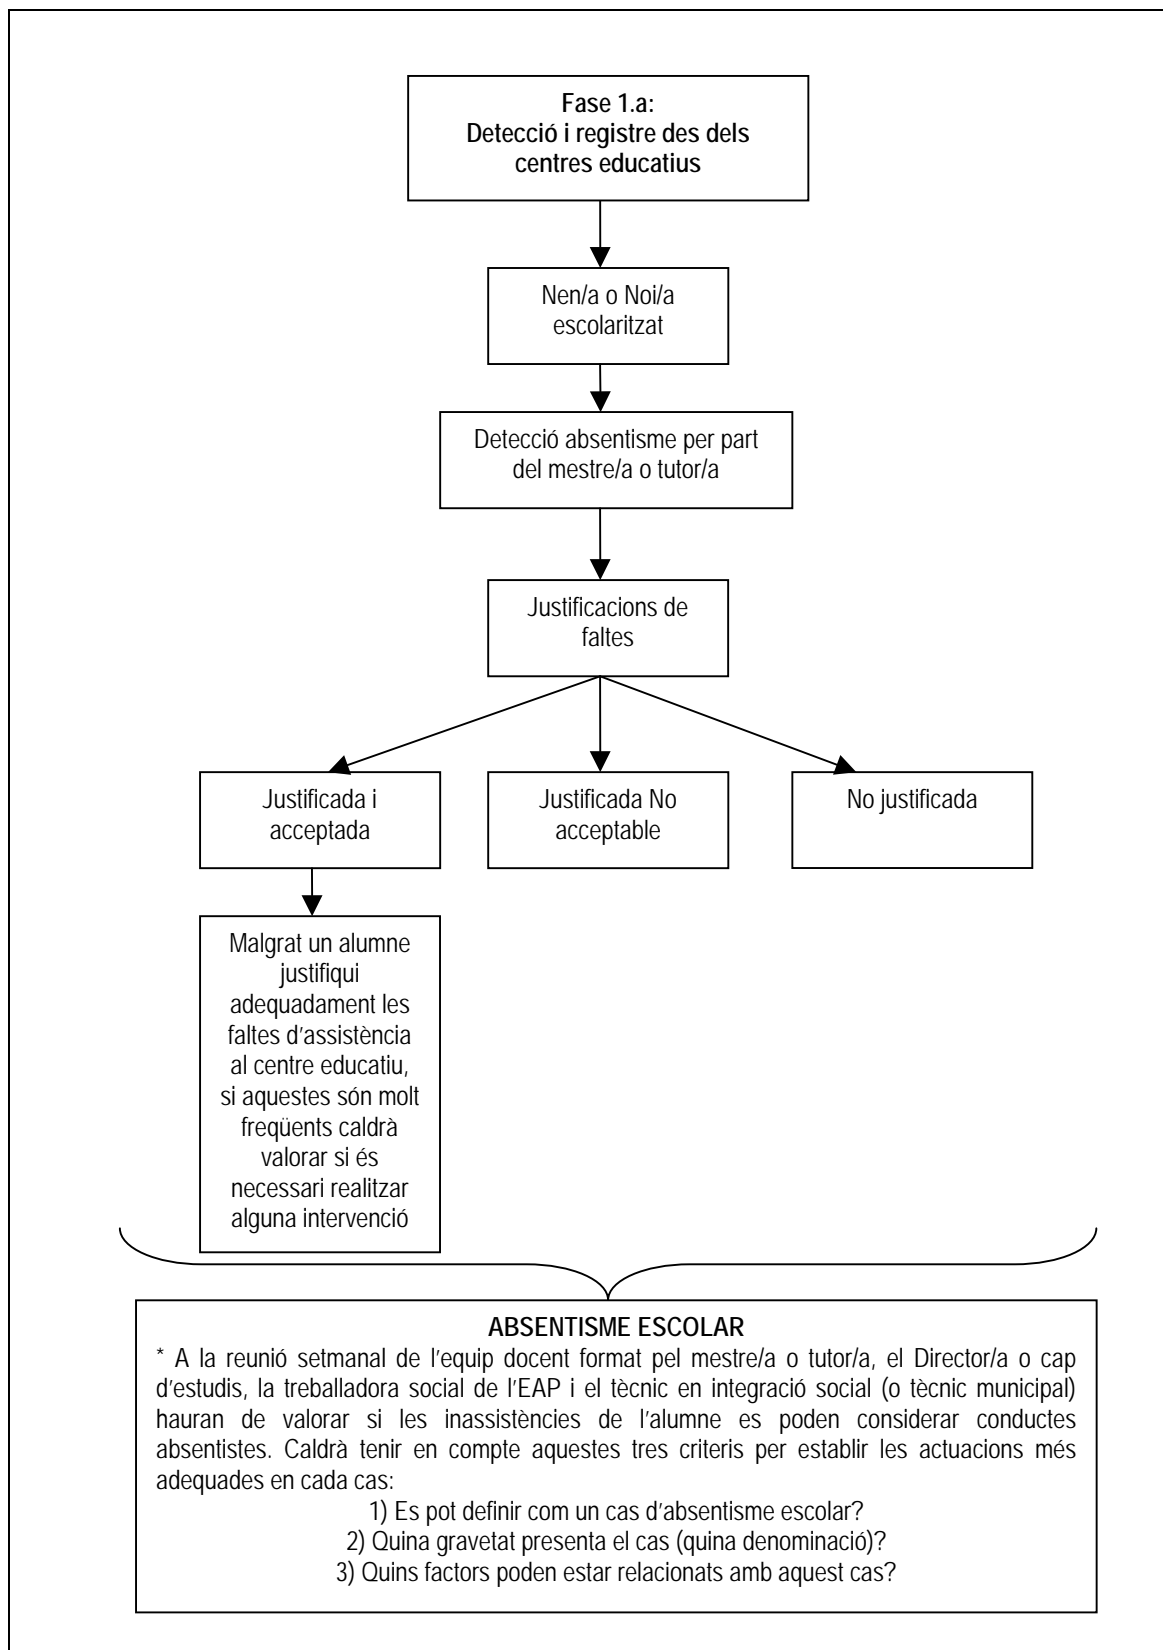 Fase 1.a:
Detecció i registre des dels
centres educatius
Nen/a o Noi/a
escolaritzat
Detecció absentisme per part
del mestre/a o tutor/a
Justificacions de
faltes
Justificada i
acceptada
Justificada No
acceptable
No justificada
Malgrat un alumne
justifiqui
adequadament les
faltes d'assistència
al centre educatiu,
si aquestes són molt
freqüents caldrà
valorar si és
necessari realitzar
alguna intervenció
ABSENTISME ESCOLAR
* A la reunió setmanal de l'equip docent format pel mestre/a o tutor/a, el Director/a o cap
d'estudis, la treballadora social de l'EAP i el tècnic en integració social (o tècnic municipal)
hauran de valorar si les inassistències de l'alumne es poden considerar conductes
absentistes. Caldrà tenir en compte aquestes tres criteris per establir les actuacions més
adequades en cada cas:
1) Es pot definir com un cas d'absentisme escolar?
2) Quina gravetat presenta el cas (quina denominació)?
3) Quins factors poden estar relacionats amb aquest cas?